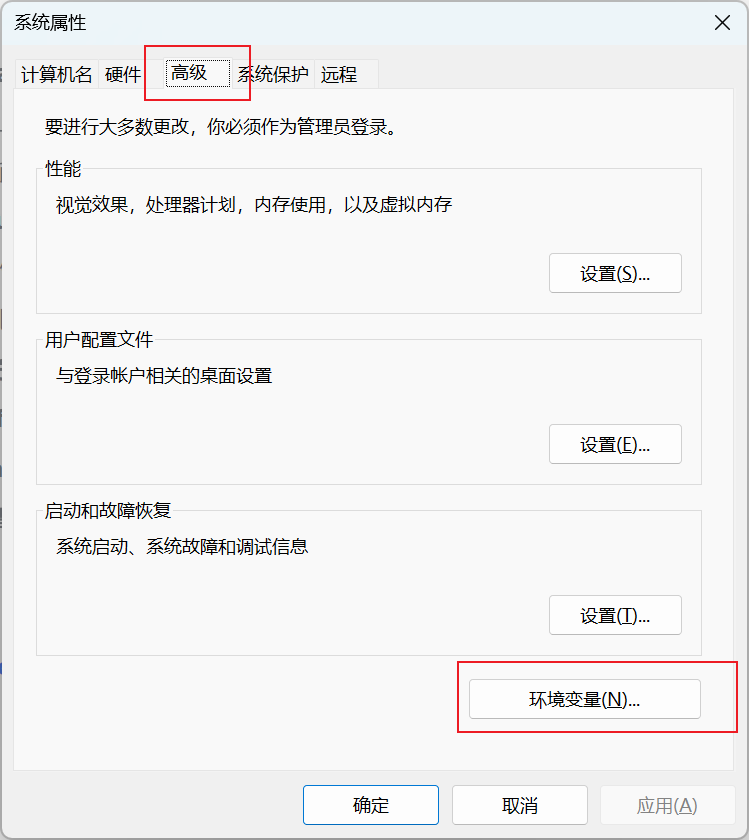 系统属性
计算机名 硬件 高级 系统保护 远程
要进行大多数更改，你必须作为管理员登录。
性能
视觉效果，处理器计划，内存使用，以及虚拟内存
设置(S)...
用户配置文件
与登录帐户相关的桌面设置
设置(E)...
启动和故障恢复
系统启动、系统故障和调试信息
设置(T)...
环境变量(N)...
确定 取消 应用(A)